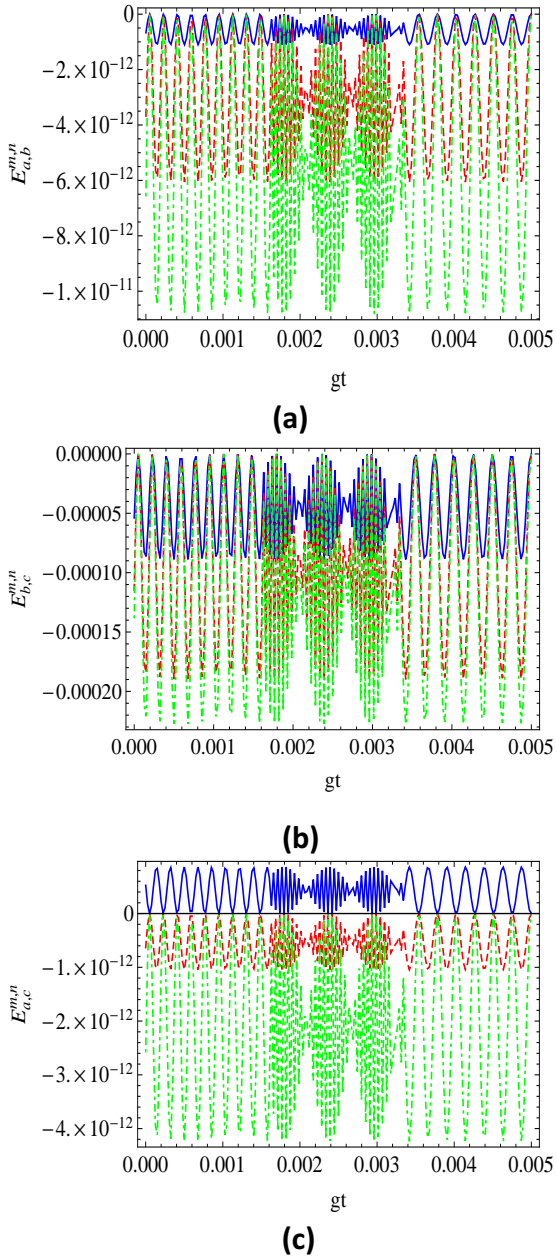 0
−2.×10⁻¹²
−4.×10⁻¹²
−6.×10⁻¹²
−8.×10⁻¹²
−1.×10⁻¹¹
E_{a,b}^{m,n}
0.000 0.001 0.002 0.003 0.004 0.005
gt
(a)
0.00000
−0.00005
−0.00010
−0.00015
−0.00020
E_{b,c}^{m,n}
0.000 0.001 0.002 0.003 0.004 0.005
gt
(b)
0
−1.×10⁻¹²
−2.×10⁻¹²
−3.×10⁻¹²
−4.×10⁻¹²
E_{a,c}^{m,n}
0.000 0.001 0.002 0.003 0.004 0.005
gt
(c)